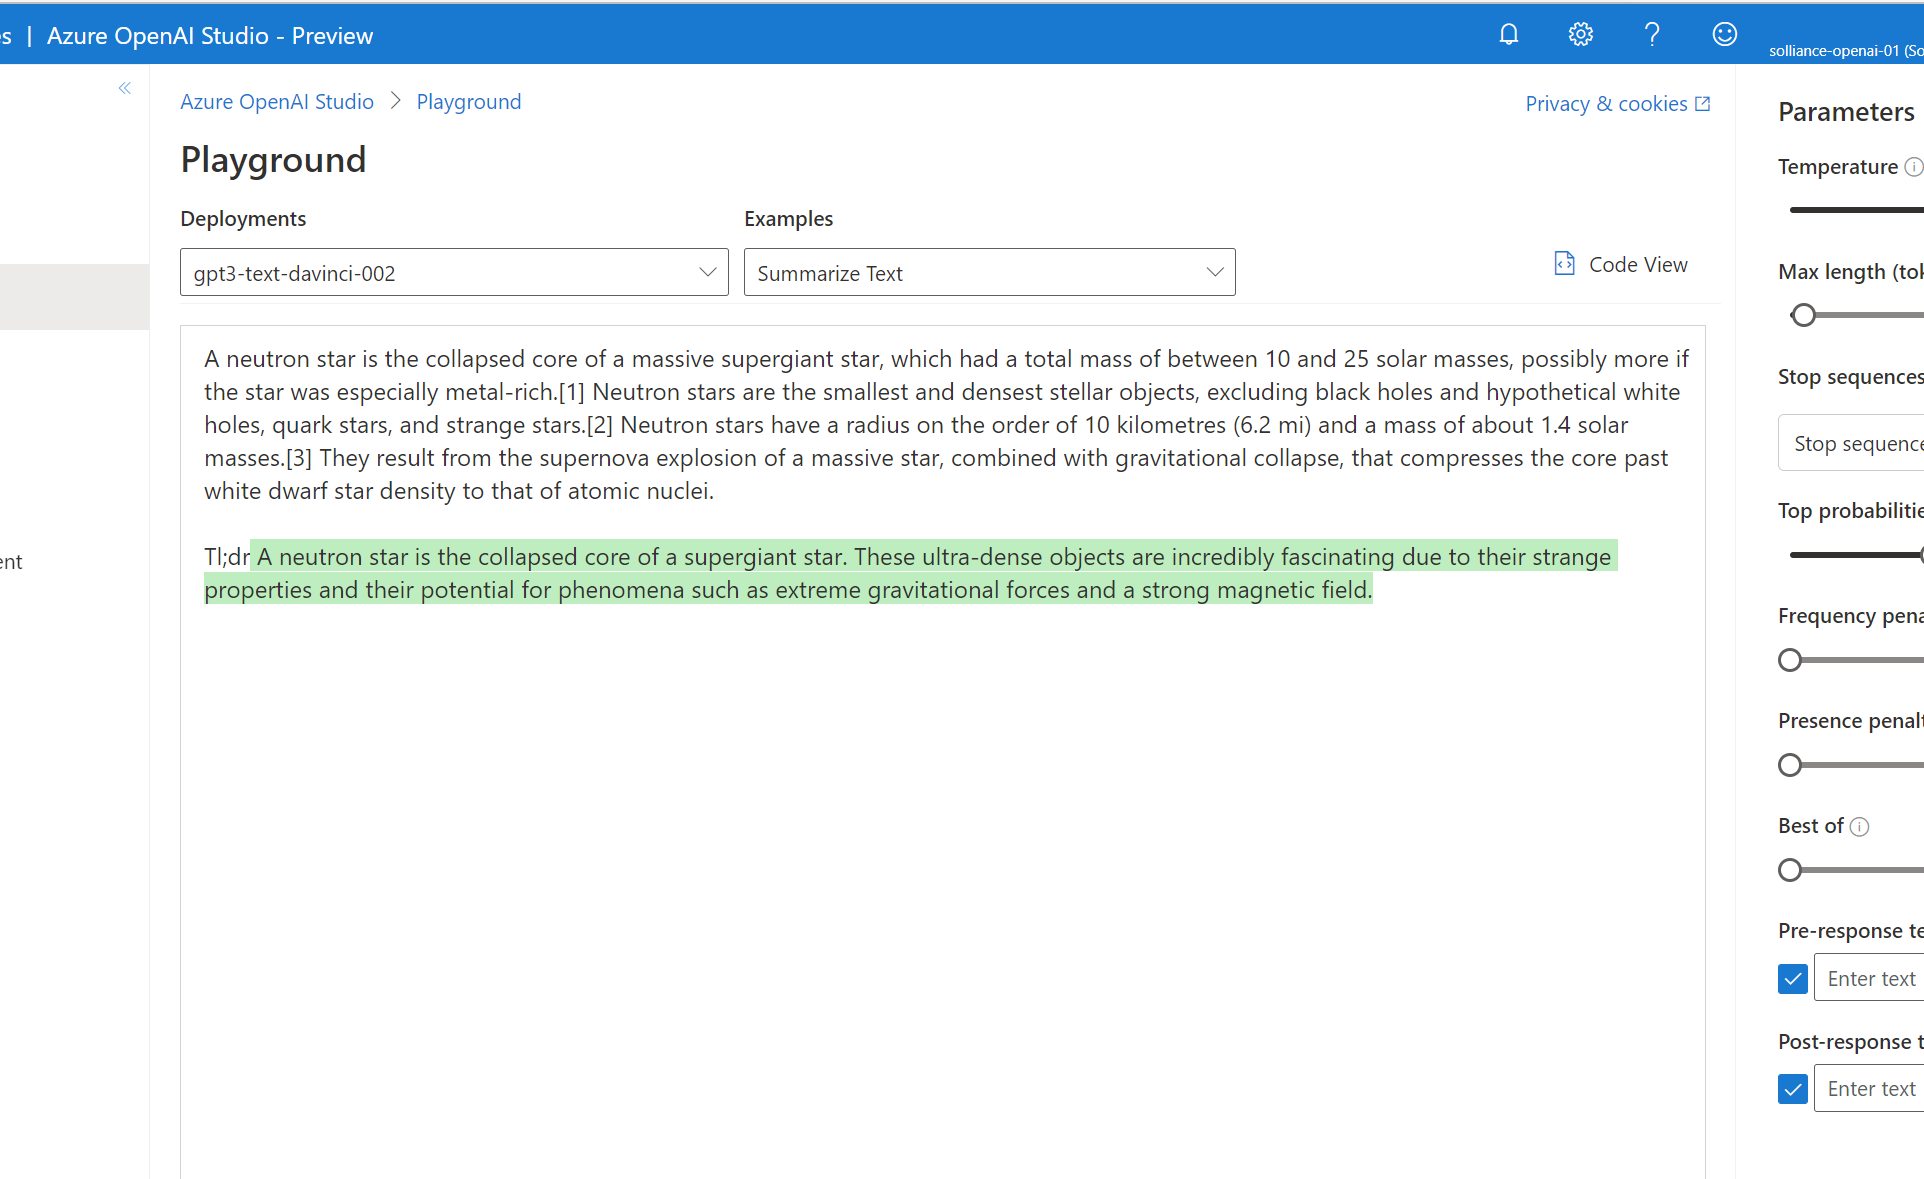 es | Azure OpenAI Studio - Preview
solliance-openai-01 (So
Azure OpenAI Studio > Playground
Privacy & cookies
Playground
Deployments
Examples
gpt3-text-davinci-002
Summarize Text
Code View
A neutron star is the collapsed core of a massive supergiant star, which had a total mass of between 10 and 25 solar masses, possibly more if
the star was especially metal-rich.[1] Neutron stars are the smallest and densest stellar objects, excluding black holes and hypothetical white
holes, quark stars, and strange stars.[2] Neutron stars have a radius on the order of 10 kilometres (6.2 mi) and a mass of about 1.4 solar
masses.[3] They result from the supernova explosion of a massive star, combined with gravitational collapse, that compresses the core past
white dwarf star density to that of atomic nuclei.
Tl;dr A neutron star is the collapsed core of a supergiant star. These ultra-dense objects are incredibly fascinating due to their strange
properties and their potential for phenomena such as extreme gravitational forces and a strong magnetic field.
ent
Parameters
Temperature
Max length (tok
Stop sequences
Stop sequence
Top probabilitie
Frequency pena
Presence penalt
Best of
Pre-response te
Enter text
Post-response t
Enter text